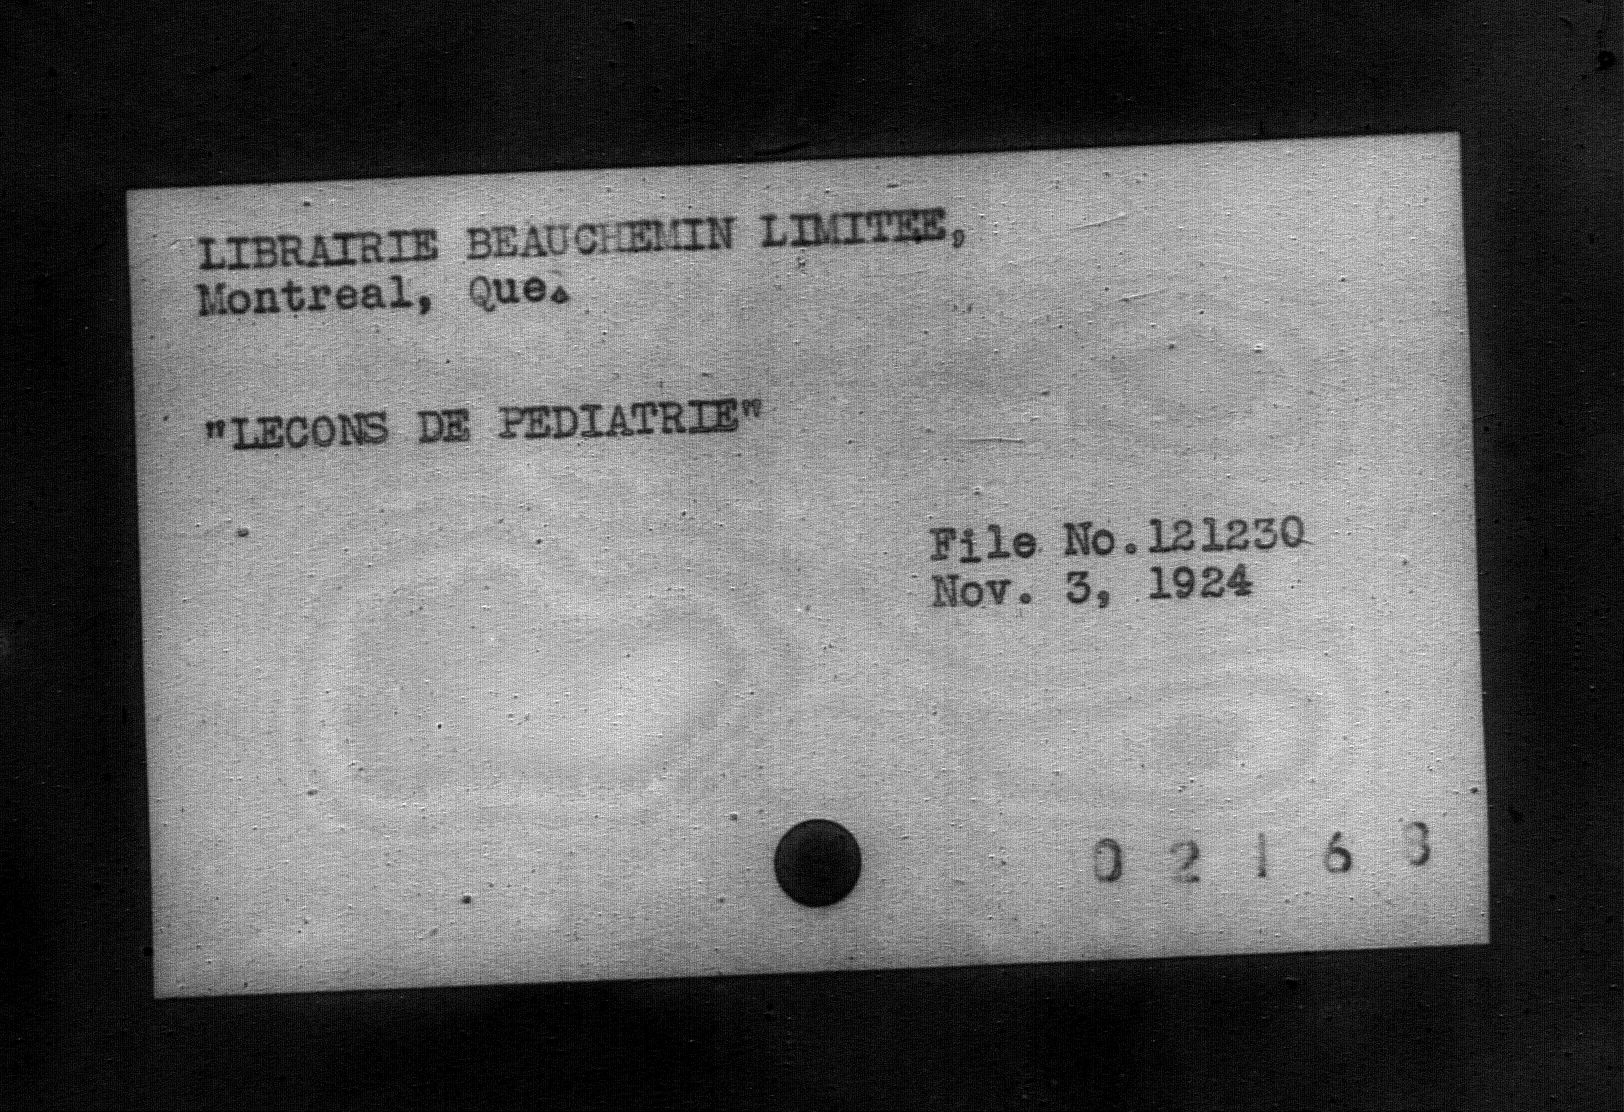 LIBRAIRIE BEAUCHEMIN LIMITEE,
Montreal, Que.
"LECONS DE PEDIATRIE"
File No.121230
Nov. 3, 1924
0 2 1 6 3